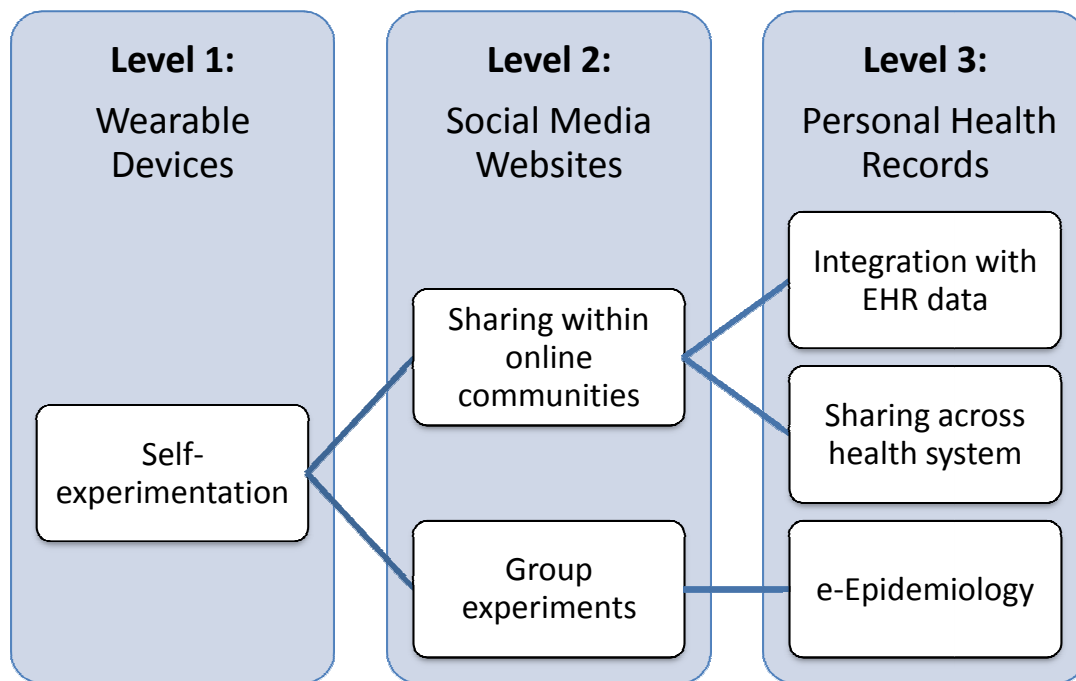 Level 1:
Wearable
Devices
Self-
experimentation
Level 2:
Social Media
Websites
Sharing within
online
communities
Group
experiments
Level 3:
Personal Health
Records
Integration with
EHR data
Sharing across
health system
e-Epidemiology